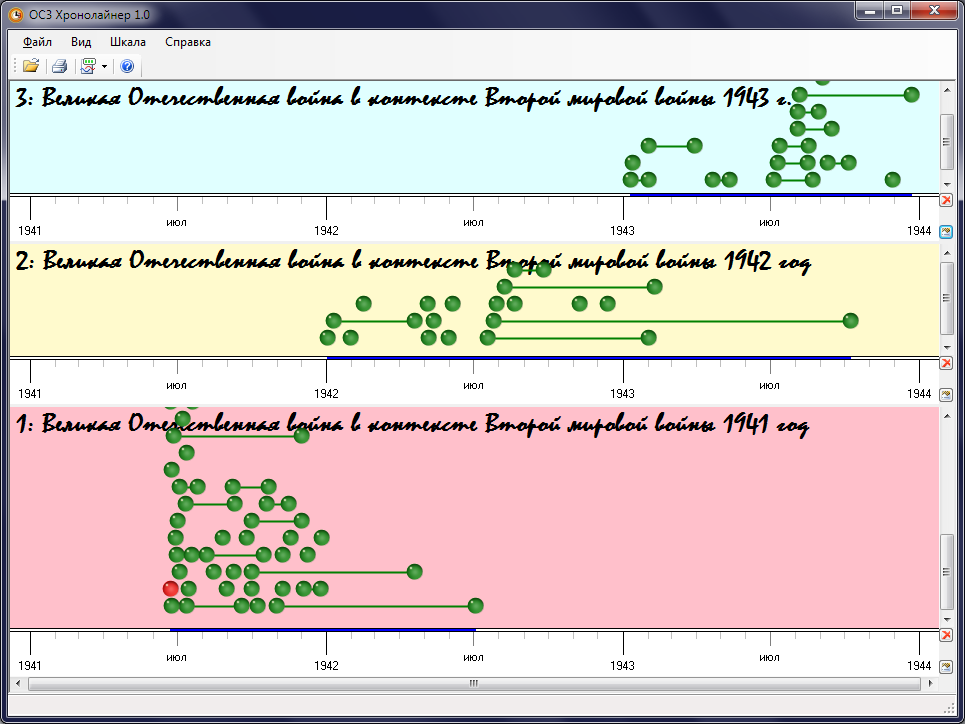 ОС3 Хронолайнер 1.0
Файл Вид Шкала Справка
3: Великая Отечественная война в контексте Второй мировой войны 1943 г.
июл июл июл
1941 1942 1943 1944
2: Великая Отечественная война в контексте Второй мировой войны 1942 год
июл июл июл
1941 1942 1943 1944
1: Великая Отечественная война в контексте Второй мировой войны 1941 год
июл июл июл
1941 1942 1943 1944